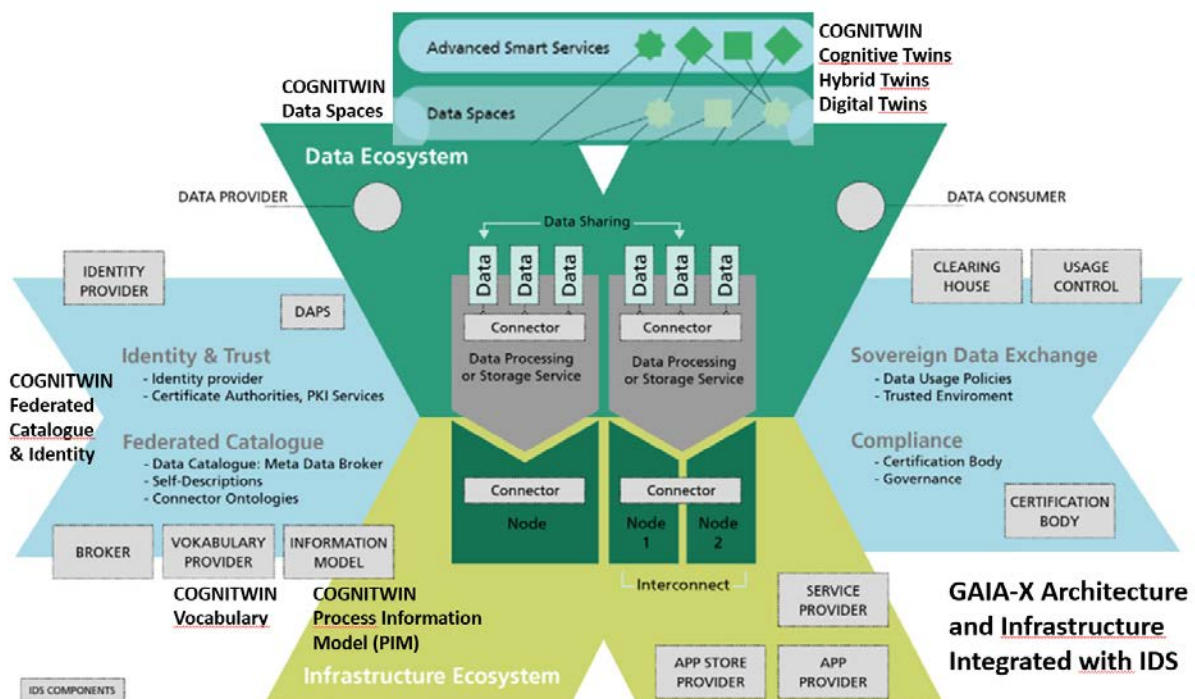 Advanced Smart Services
COGNITWIN
Cognitive Twins
Hybrid Twins
Digital Twins
COGNITWIN
Data Spaces
Data Spaces
Data Ecosystem
DATA PROVIDER
DATA CONSUMER
Data Sharing
IDENTITY
PROVIDER
DAPS
Data
Data
Data
Data
Data
Data
CLEARING
HOUSE
USAGE
CONTROL
Connector
Connector
Data Processing
or Storage Service
Data Processing
or Storage Service
Identity & Trust
- Identity provider
- Certificate Authorities, PKI Services
COGNITWIN
Federated
Catalogue
& Identity
Federated Catalogue
- Data Catalogue: Meta Data Broker
- Self-Descriptions
- Connector Ontologies
Sovereign Data Exchange
- Data Usage Policies
- Trusted Enviroment
Compliance
- Certification Body
- Governance
Connector
Node
Connector
Node
1
Node
2
Interconnect
CERTIFICATION
BODY
BROKER
VOKABULARY
PROVIDER
INFORMATION
MODEL
COGNITWIN
Vocabulary
COGNITWIN
Process Information
Model (PIM)
SERVICE
PROVIDER
GAIA-X Architecture
and Infrastructure
Integrated with IDS
Infrastructure Ecosystem
APP STORE
PROVIDER
APP
PROVIDER
IDS COMPONENTS